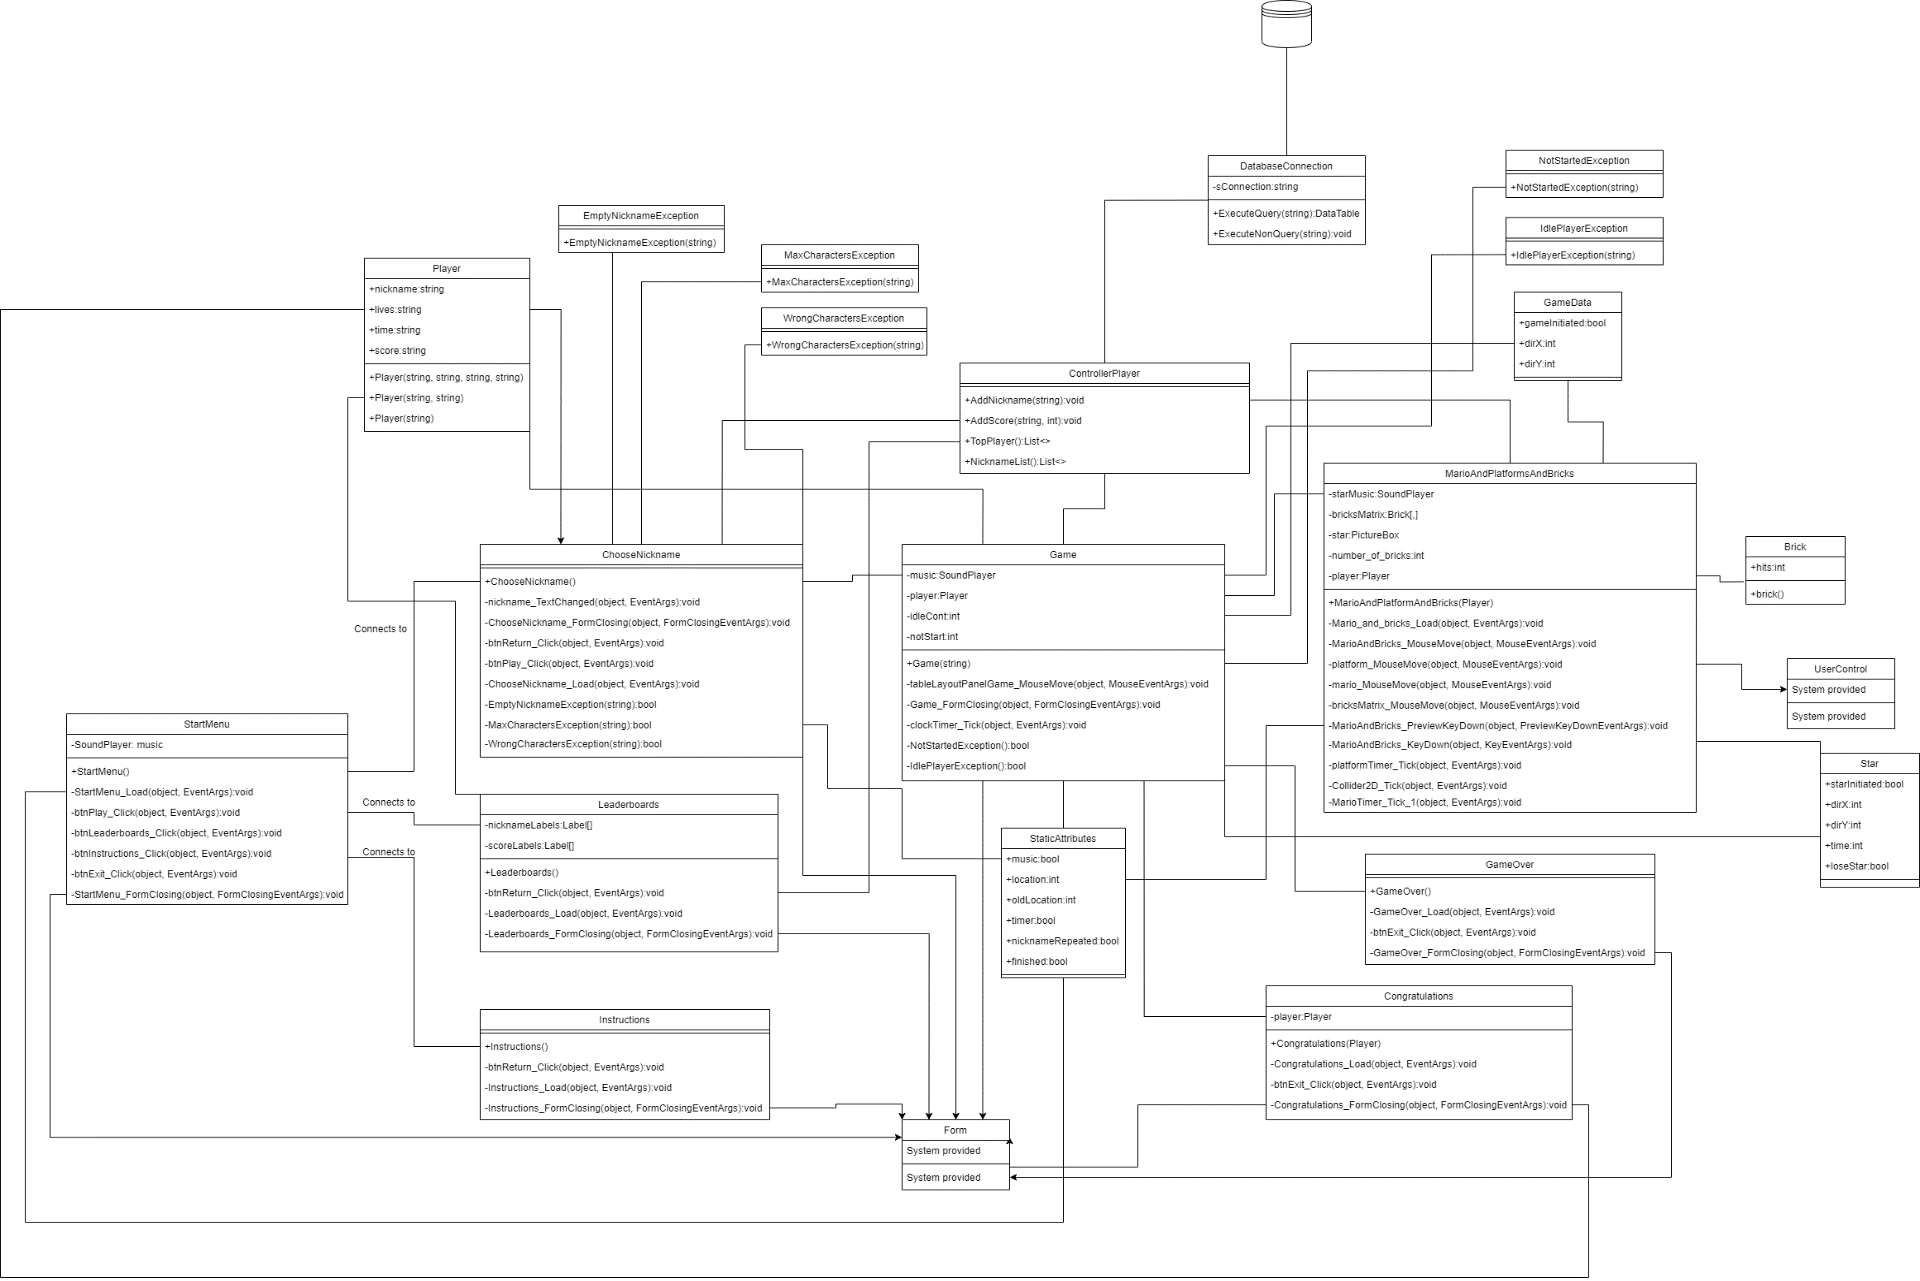 DatabaseConnection
-sConnection:string
+ExecuteQuery(string):DataTable
+ExecuteNonQuery(string):void
NotStartedException
+NotStartedException(string)
IdlePlayerException
+IdlePlayerException(string)
EmptyNicknameException
+EmptyNicknameException(string)
MaxCharactersException
+MaxCharactersException(string)
WrongCharactersException
+WrongCharactersException(string)
Player
+nickname:string
+lives:string
+time:string
+score:string
+Player(string, string, string, string)
+Player(string, string)
+Player(string)
GameData
+gameInitiated:bool
+dirX:int
+dirY:int
ControllerPlayer
+AddNickname(string):void
+AddScore(string, int):void
+TopPlayer():List<>
+NicknameList():List<>
MarioAndPlatformsAndBricks
-starMusic:SoundPlayer
-bricksMatrix:Brick[,]
-star:PictureBox
-number_of_bricks:int
-player:Player
+MarioAndPlatformAndBricks(Player)
-Mario_and_bricks_Load(object, EventArgs):void
-MarioAndBricks_MouseMove(object, MouseEventArgs):void
-platform_MouseMove(object, MouseEventArgs):void
-mario_MouseMove(object, MouseEventArgs):void
-bricksMatrix_MouseMove(object, MouseEventArgs):void
-MarioAndBricks_PreviewKeyDown(object, PreviewKeyDownEventArgs):void
-MarioAndBricks_KeyDown(object, KeyEventArgs):void
-platformTimer_Tick(object, EventArgs):void
-Collider2D_Tick(object, EventArgs):void
-MarioTimer_Tick_1(object, EventArgs):void
Brick
+hits:int
+brick()
UserControl
System provided
System provided
Star
+starInitiated:bool
+dirX:int
+dirY:int
+time:int
+loseStar:bool
ChooseNickname
+ChooseNickname()
-nickname_TextChanged(object, EventArgs):void
-ChooseNickname_FormClosing(object, FormClosingEventArgs):void
-btnReturn_Click(object, EventArgs):void
-btnPlay_Click(object, EventArgs):void
-ChooseNickname_Load(object, EventArgs):void
-EmptyNicknameException(string):bool
-MaxCharactersException(string):bool
-WrongCharactersException(string):bool
Game
-music:SoundPlayer
-player:Player
-idleCont:int
-notStart:int
+Game(string)
-tableLayoutPanelGame_MouseMove(object, MouseEventArgs):void
-Game_FormClosing(object, FormClosingEventArgs):void
-clockTimer_Tick(object, EventArgs):void
-NotStartedException():bool
-IdlePlayerException():bool
Connects to
StartMenu
-SoundPlayer: music
+StartMenu()
-StartMenu_Load(object, EventArgs):void
-btnPlay_Click(object, EventArgs):void
-btnLeaderboards_Click(object, EventArgs):void
-btnInstructions_Click(object, EventArgs):void
-btnExit_Click(object, EventArgs):void
-StartMenu_FormClosing(object, FormClosingEventArgs):void
Connects to
Connects to
Leaderboards
-nicknameLabels:Label[]
-scoreLabels:Label[]
+Leaderboards()
-btnReturn_Click(object, EventArgs):void
-Leaderboards_Load(object, EventArgs):void
-Leaderboards_FormClosing(object, FormClosingEventArgs):void
StaticAttributes
+music:bool
+location:int
+oldLocation:int
+timer:bool
+nicknameRepeated:bool
+finished:bool
GameOver
+GameOver()
-GameOver_Load(object, EventArgs):void
-btnExit_Click(object, EventArgs):void
-GameOver_FormClosing(object, FormClosingEventArgs):void
Congratulations
-player:Player
+Congratulations(Player)
-Congratulations_Load(object, EventArgs):void
-btnExit_Click(object, EventArgs):void
-Congratulations_FormClosing(object, FormClosingEventArgs):void
Instructions
+Instructions()
-btnReturn_Click(object, EventArgs):void
-Instructions_Load(object, EventArgs):void
-Instructions_FormClosing(object, FormClosingEventArgs):void
Form
System provided
System provided